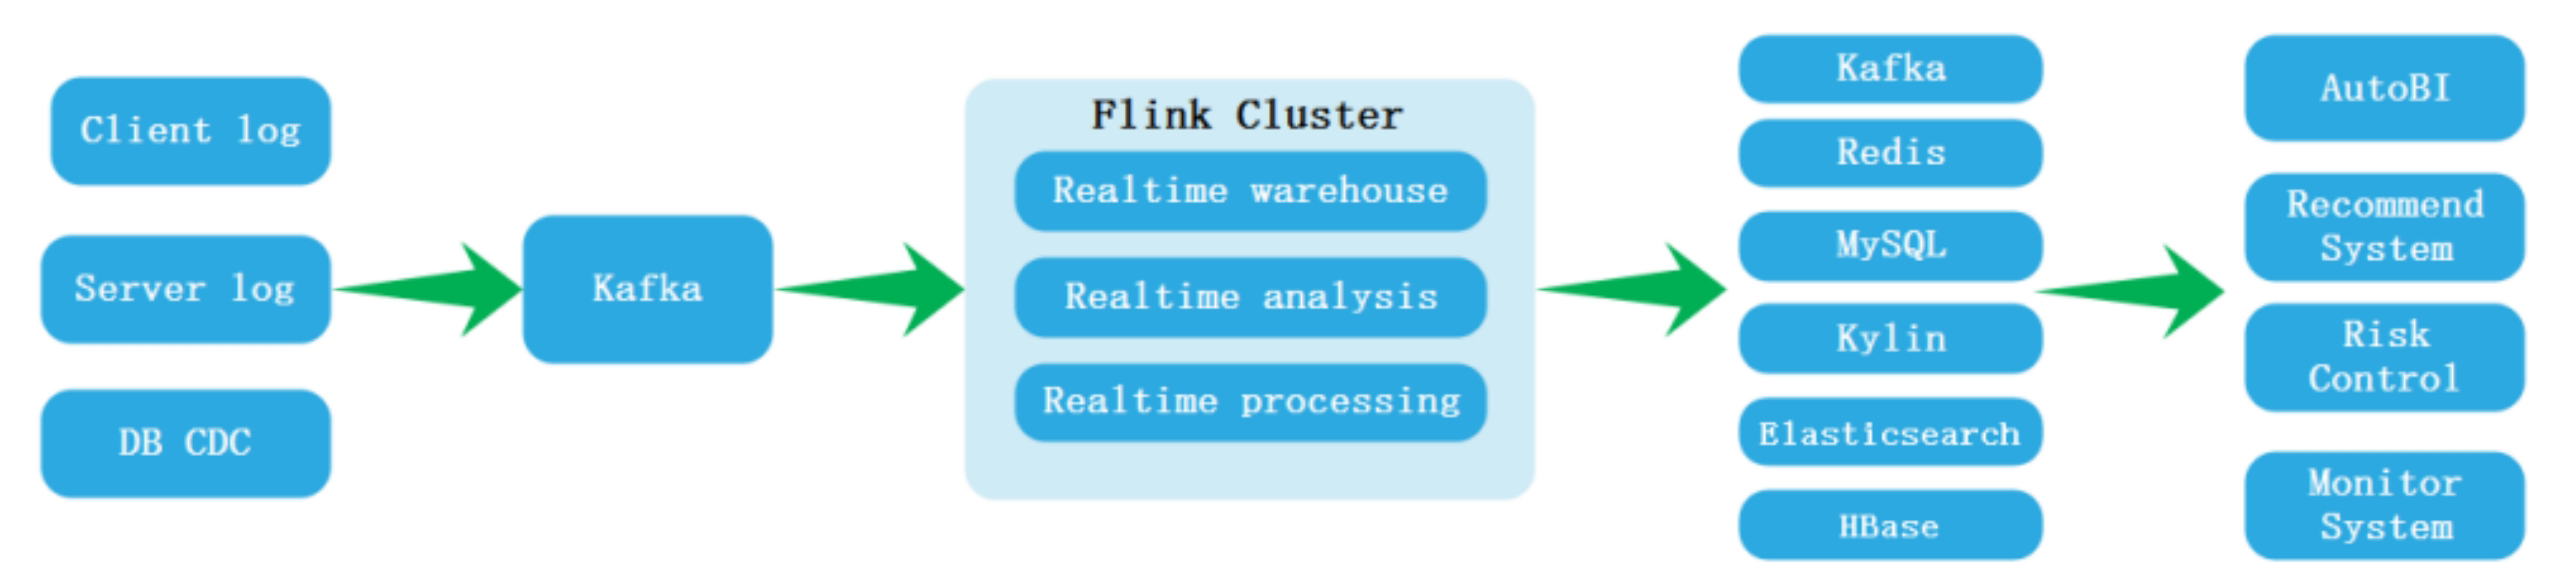 Client log
Server log
DB CDC
Kafka
Flink Cluster
Realtime warehouse
Realtime analysis
Realtime processing
Kafka
Redis
MySQL
Kylin
Elasticsearch
HBase
AutoBI
Recommend
System
Risk
Control
Monitor
System